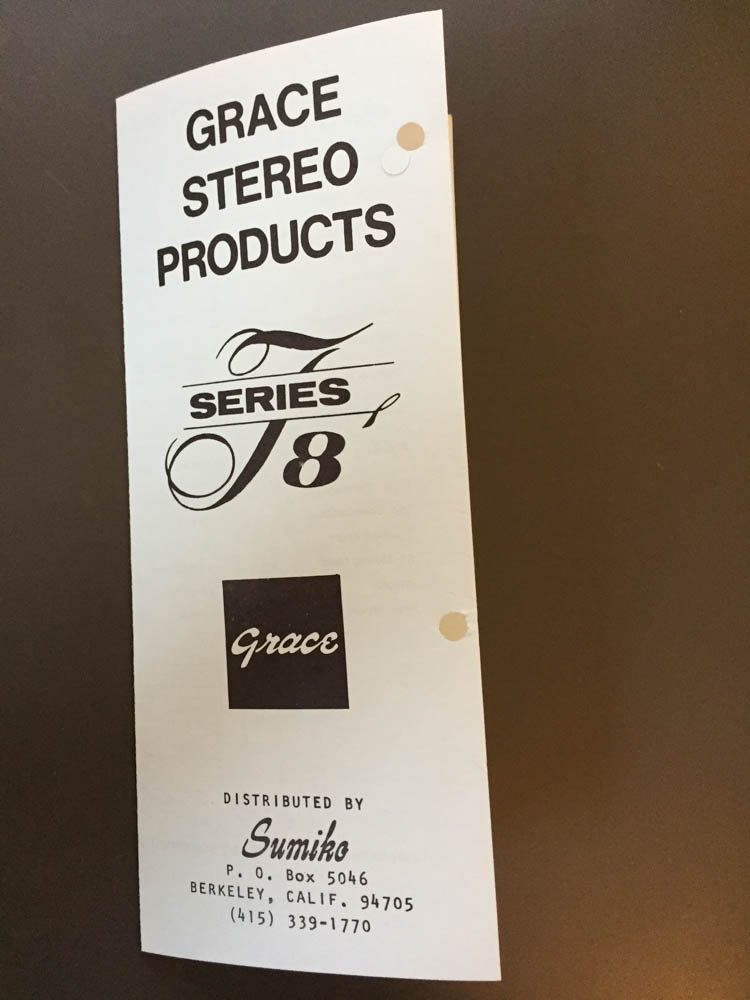 GRACE
STEREO
PRODUCTS
SERIES
F8
Grace
DISTRIBUTED BY
Sumiko
P. O. Box 5046
BERKELEY, CALIF. 94705
(415) 339-1770